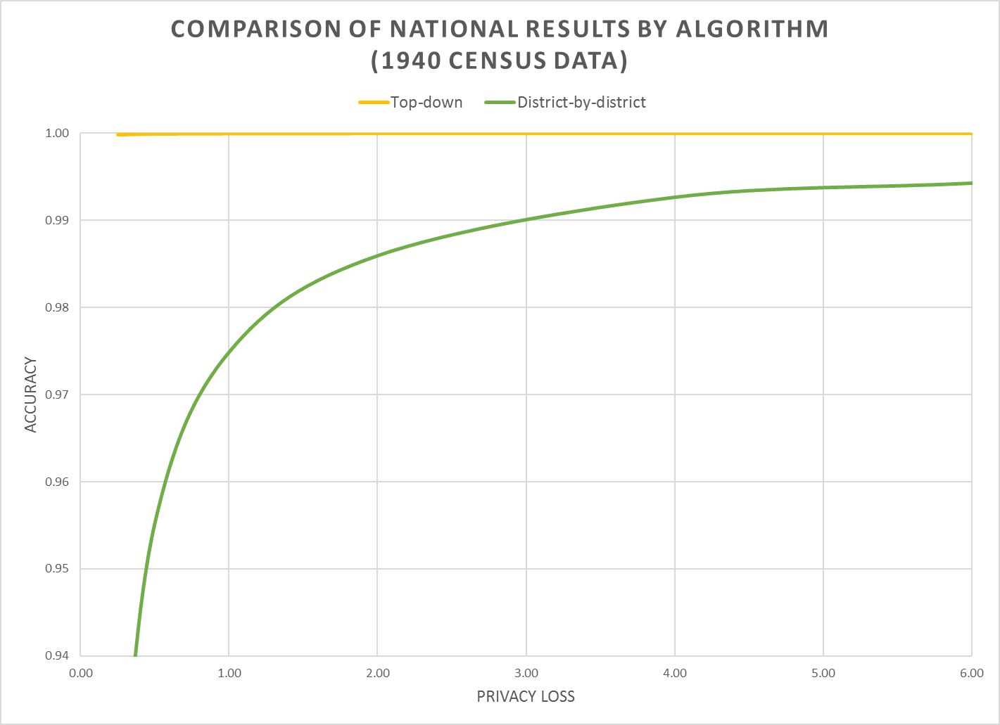 COMPARISON OF NATIONAL RESULTS BY ALGORITHM
(1940 CENSUS DATA)
Top-down District-by-district
1.00
0.99
0.98
0.97
0.96
0.95
0.94
ACCURACY
0.00 1.00 2.00 3.00 4.00 5.00 6.00
PRIVACY LOSS